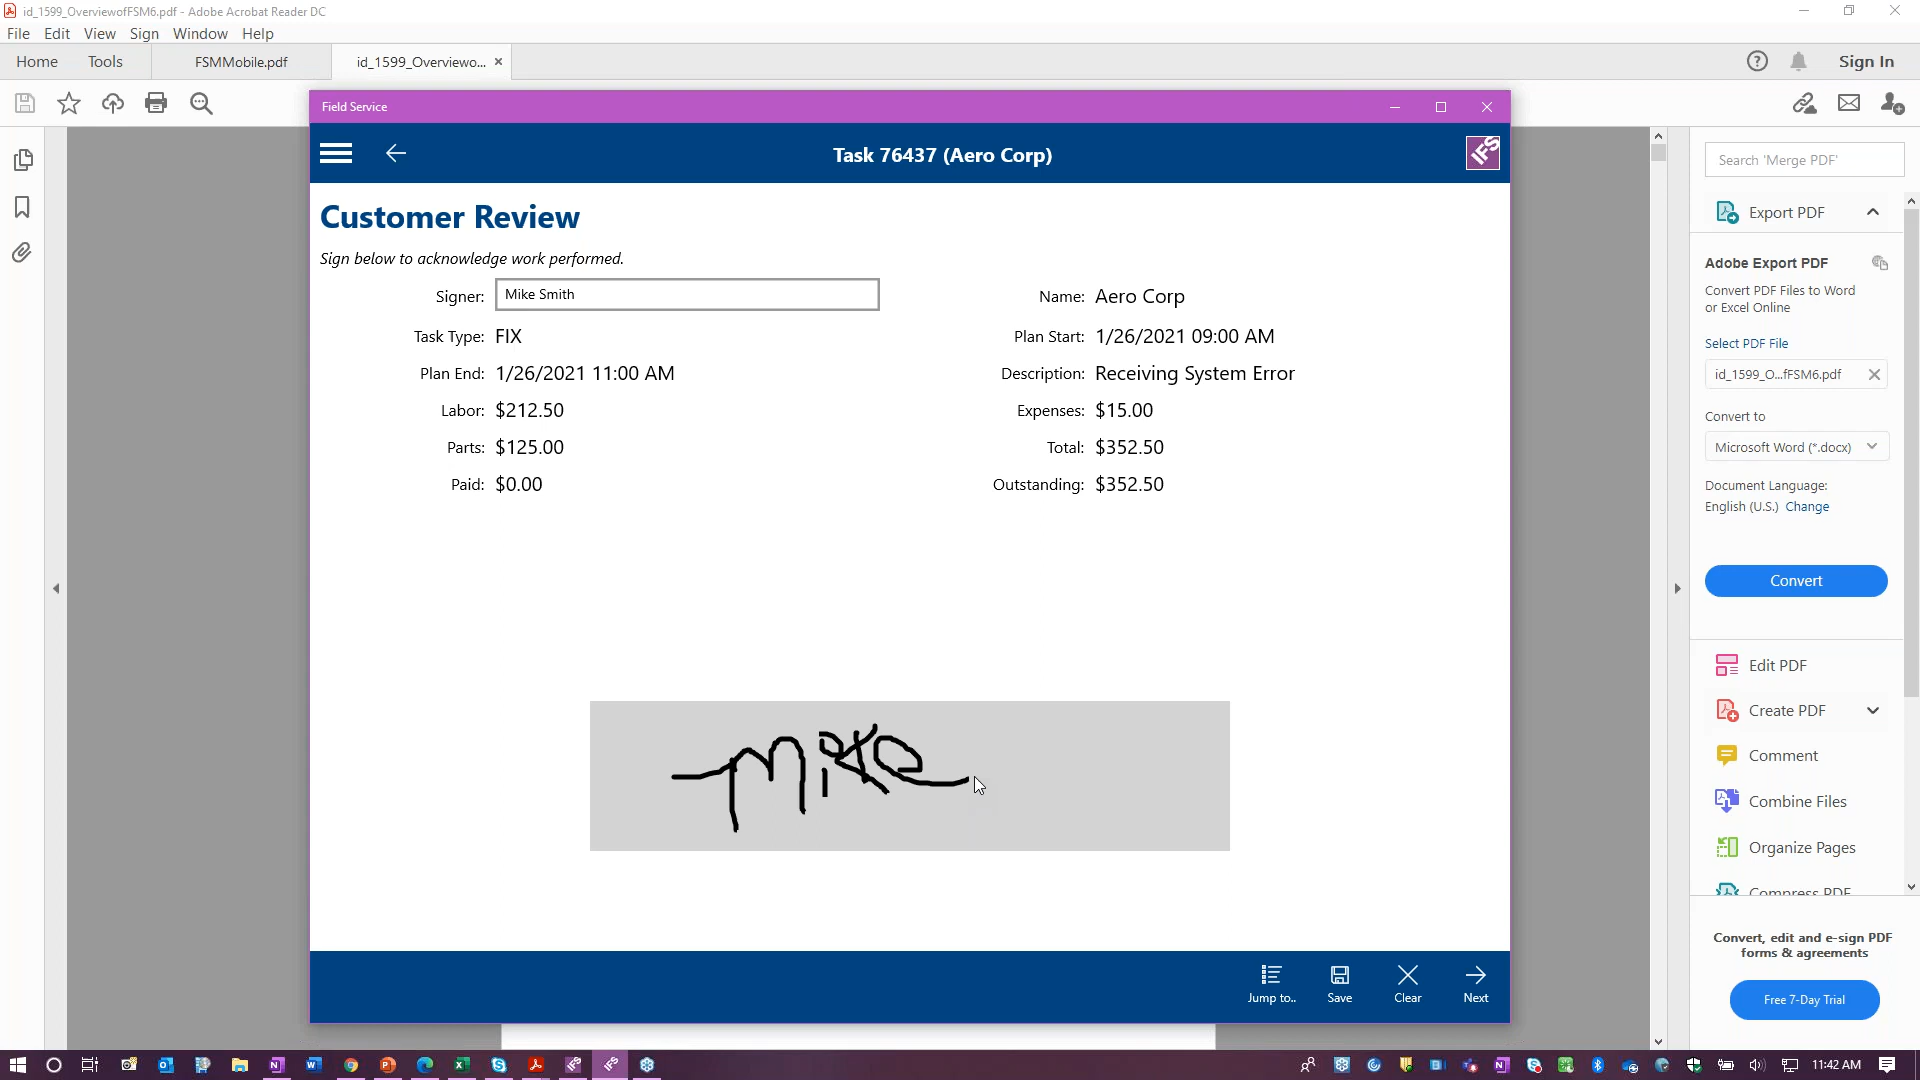 id_1599_OverviewofFSM6.pdf - Adobe Acrobat Reader DC
File Edit View Sign Window Help
Home Tools FSMMobile.pdf id_1599_Overviewo... Sign In
Field Service
Task 76437 (Aero Corp)
IFS
Customer Review
Sign below to acknowledge work performed.
Signer: Mike Smith
Name: Aero Corp
Task Type: FIX
Plan Start: 1/26/2021 09:00 AM
Plan End: 1/26/2021 11:00 AM
Description: Receiving System Error
Labor: $212.50
Expenses: $15.00
Parts: $125.00
Total: $352.50
Paid: $0.00
Outstanding: $352.50
Mike
Jump to.. Save Clear Next
Search 'Merge PDF'
Export PDF
Adobe Export PDF
Convert PDF Files to Word
or Excel Online
Select PDF File
id_1599_O...fFSM6.pdf
Convert to
Microsoft Word (*.docx)
Document Language:
English (U.S.) Change
Convert
Edit PDF
Create PDF
Comment
Combine Files
Organize Pages
Compress PDF
Convert, edit and e-sign PDF
forms & agreements
Free 7-Day Trial
11:42 AM